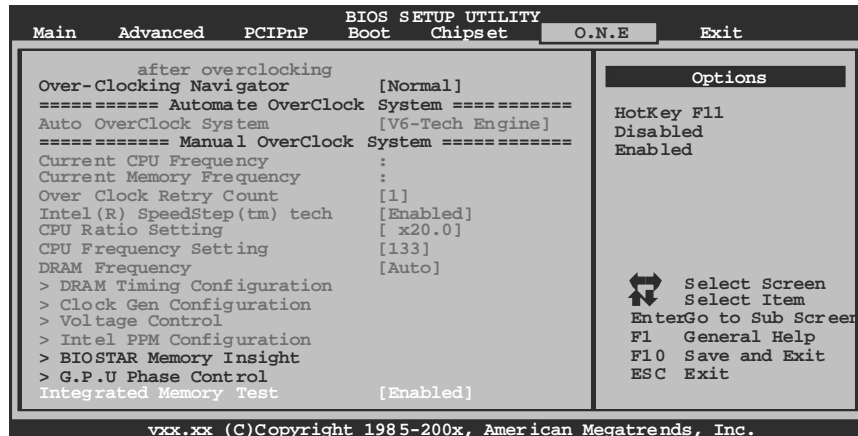 BIOS SETUP UTILITY
Main Advanced PCIPnP Boot Chipset O.N.E Exit
after overclocking
Over-Clocking Navigator [Normal]
=========== Automate OverClock System ===========
Auto OverClock System [V6-Tech Engine]
============ Manual OverClock System ============
Current CPU Frequency :
Current Memory Frequency :
Over Clock Retry Count [1]
Intel(R) SpeedStep(tm) tech [Enabled]
CPU Ratio Setting [ x20.0]
CPU Frequency Setting [133]
DRAM Frequency [Auto]
> DRAM Timing Configuration
> Clock Gen Configuration
> Voltage Control
> Intel PPM Configuration
> BIOSTAR Memory Insight
> G.P.U Phase Control
Integrated Memory Test [Enabled]
Options
HotKey F11
Disabled
Enabled
Select Screen
Select Item
EnterGo to Sub Screen
F1 General Help
F10 Save and Exit
ESC Exit
vxx.xx (C)Copyright 1985-200x, American Megatrends, Inc.